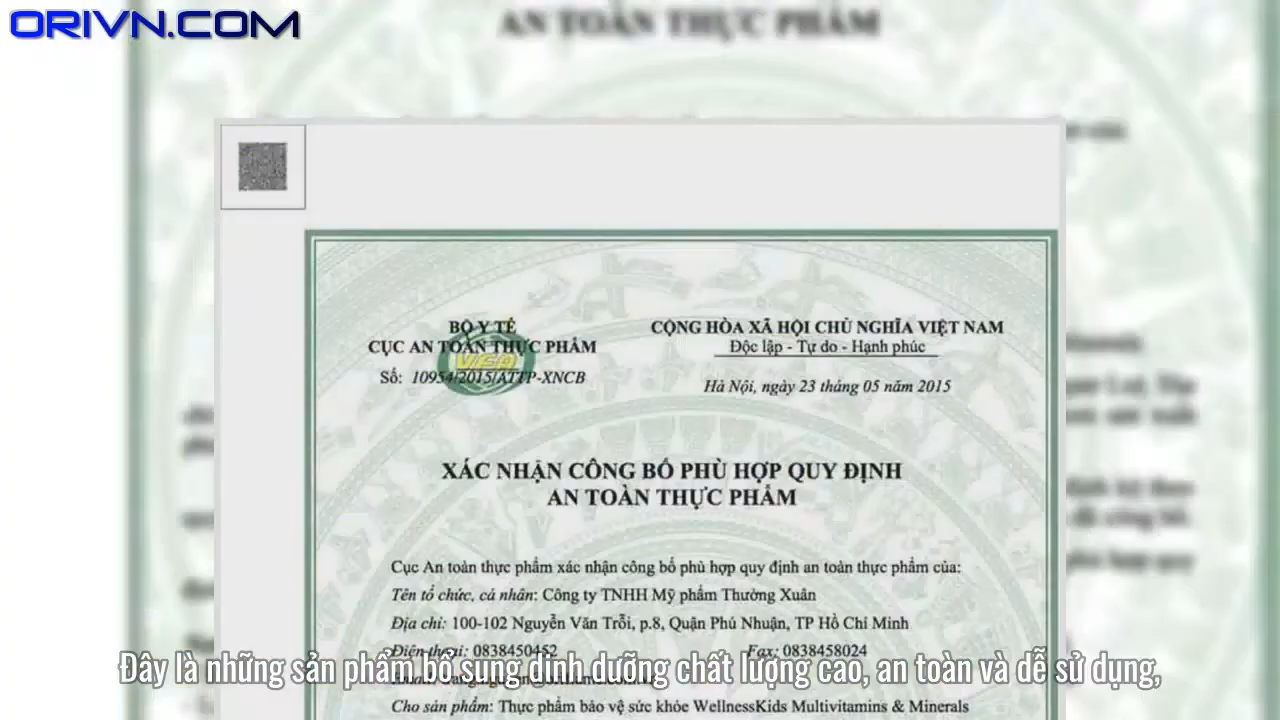 ORIVN.COM
AN TOÀN THỰC PHẨM
BỘ Y TẾ
CỤC AN TOÀN THỰC PHẨM
VFA
Số: 10954/2015/ATTP-XNCB
CỘNG HÒA XÃ HỘI CHỦ NGHĨA VIỆT NAM
Độc lập - Tự do - Hạnh phúc
Hà Nội, ngày 23 tháng 05 năm 2015
XÁC NHẬN CÔNG BỐ PHÙ HỢP QUY ĐỊNH
AN TOÀN THỰC PHẨM
Cục An toàn thực phẩm xác nhận công bố phù hợp quy định an toàn thực phẩm của:
Tên tổ chức, cá nhân: Công ty TNHH Mỹ phẩm Thường Xuân
Địa chỉ: 100-102 Nguyễn Văn Trỗi, p.8, Quận Phú Nhuận, TP Hồ Chí Minh
Điện thoại: 0838450452 Fax: 0838458024
Đây là những sản phẩm bổ sung dinh dưỡng chất lượng cao, an toàn và dễ sử dụng,
Cho sản phẩm: Thực phẩm bảo vệ sức khỏe WellnessKids Multivitamins & Minerals